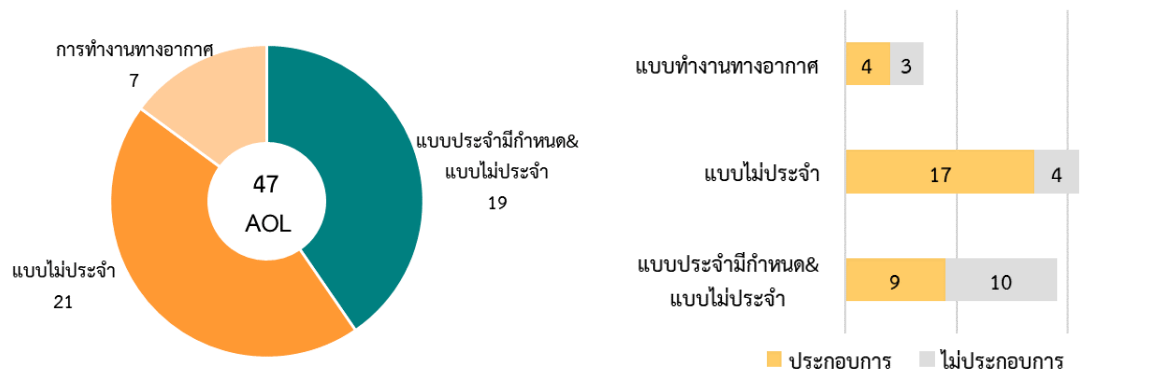 การทำงานทางอากาศ
7
แบบประจำมีกำหนด&
แบบไม่ประจำ
19
47
AOL
แบบไม่ประจำ
21
แบบทำงานทางอากาศ
4 3
แบบไม่ประจำ
17 4
แบบประจำมีกำหนด&
แบบไม่ประจำ
9 10
ประกอบการ ไม่ประกอบการ